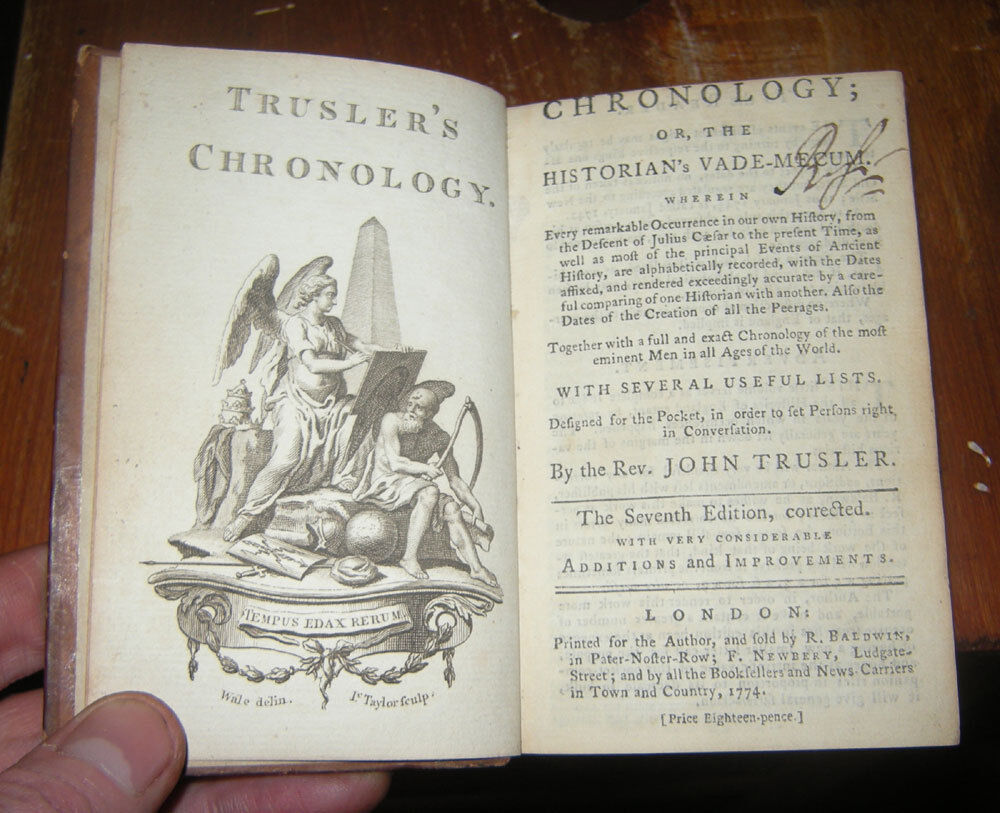 TRUSLER'S
CHRONOLOGY.
TEMPUS EDAX RERUM
Wale delin. Is. Taylor sculp.
CHRONOLOGY;
OR, THE
HISTORIAN's VADE-MECUM.
WHEREIN
Every remarkable Occurrence in our own Hiſtory, from
the Deſcent of Julius Cæſar to the preſent Time, as
well as moſt of the principal Events of Ancient
Hiſtory, are alphabetically recorded, with the Dates
affixed, and rendered exceedingly accurate by a care-
ful comparing of one Hiſtorian with another. Alſo the
Dates of the Creation of all the Peerages.
Together with a full and exact Chronology of the moſt
eminent Men in all Ages of the World.
WITH SEVERAL USEFUL LISTS.
Deſigned for the Pocket, in order to ſet Perſons right
in Converſation.
By the Rev. JOHN TRUSLER.
The Seventh Edition, corrected.
WITH VERY CONSIDERABLE
ADDITIONS and IMPROVEMENTS.
LONDON:
Printed for the Author, and ſold by R. BALDWIN,
in Pater-Noſter-Row; F. NEWBERY, Ludgate-
Street; and by all the Bookſellers and News-Carriers
in Town and Country, 1774.
[Price Eighteen-pence.]